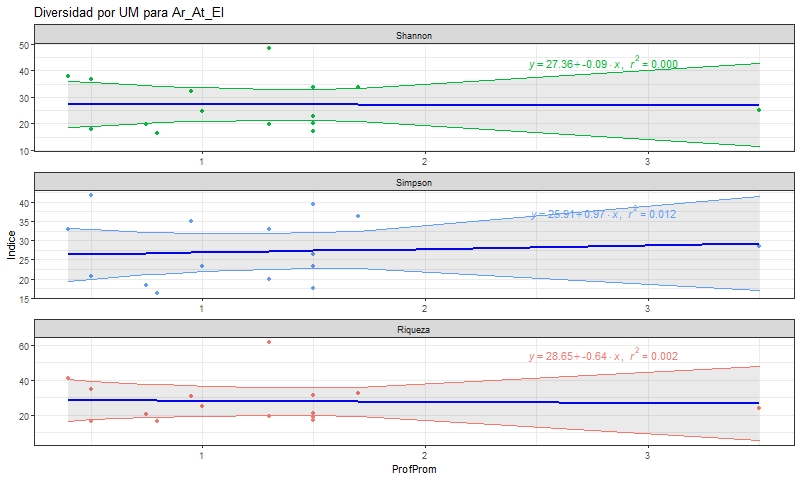 Diversidad por UM para Ar_At_El
Shannon
y = 27.36+-0.09 · x, r² = 0.000
50
40
30
20
10
1 2 3
Simpson
y = 25.91+0.97 · x, r² = 0.012
40
35
30
25
20
15
1 2 3
Indice
Riqueza
y = 28.65+-0.64 · x, r² = 0.002
60
40
20
1 2 3
ProfProm